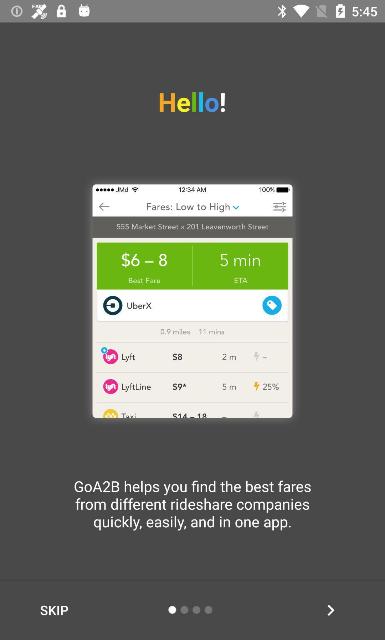 5:45
Hello!
JMd 12:34 AM 100%
Fares: Low to High
555 Market Street × 201 Leavenworth Street
$6 – 8 5 min
Best Fare ETA
UberX
0.9 miles 11 mins
Lyft $8 2 m –
LyftLine $9* 5 m 25%
Taxi $14 – 18 –
GoA2B helps you find the best fares
from different rideshare companies
quickly, easily, and in one app.
SKIP